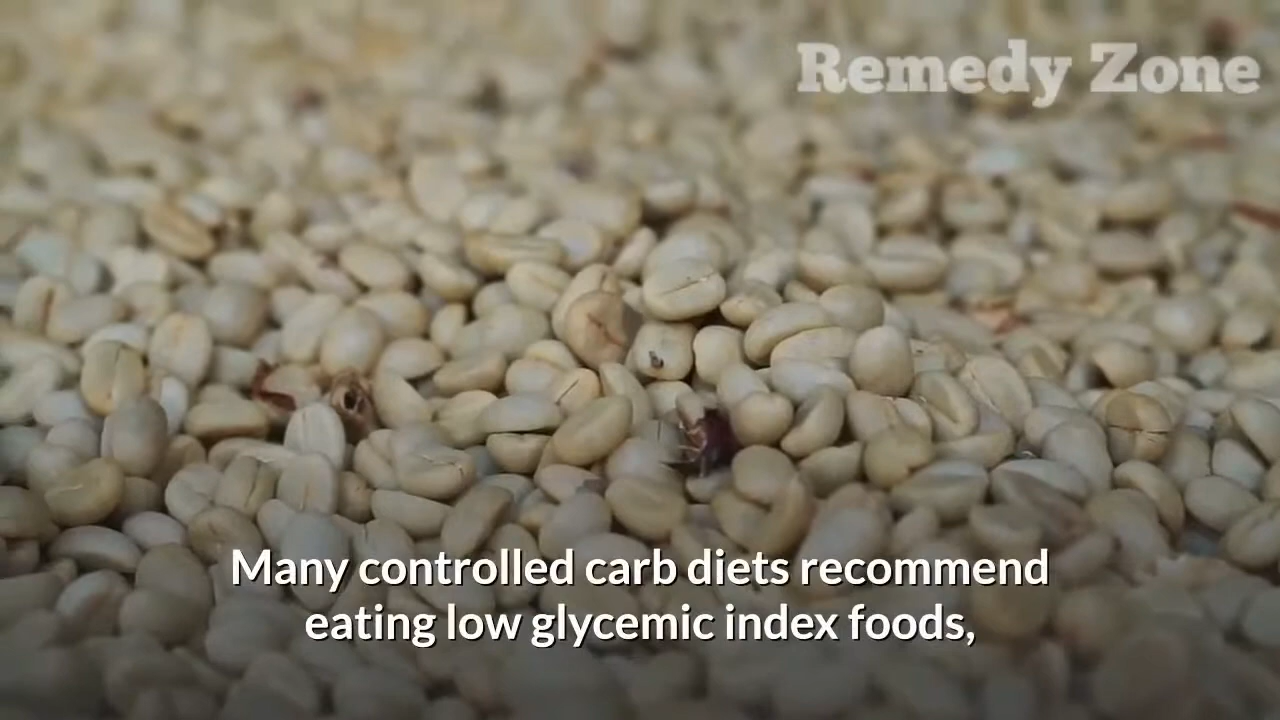 Remedy Zone
Many controlled carb diets recommend
eating low glycemic index foods,